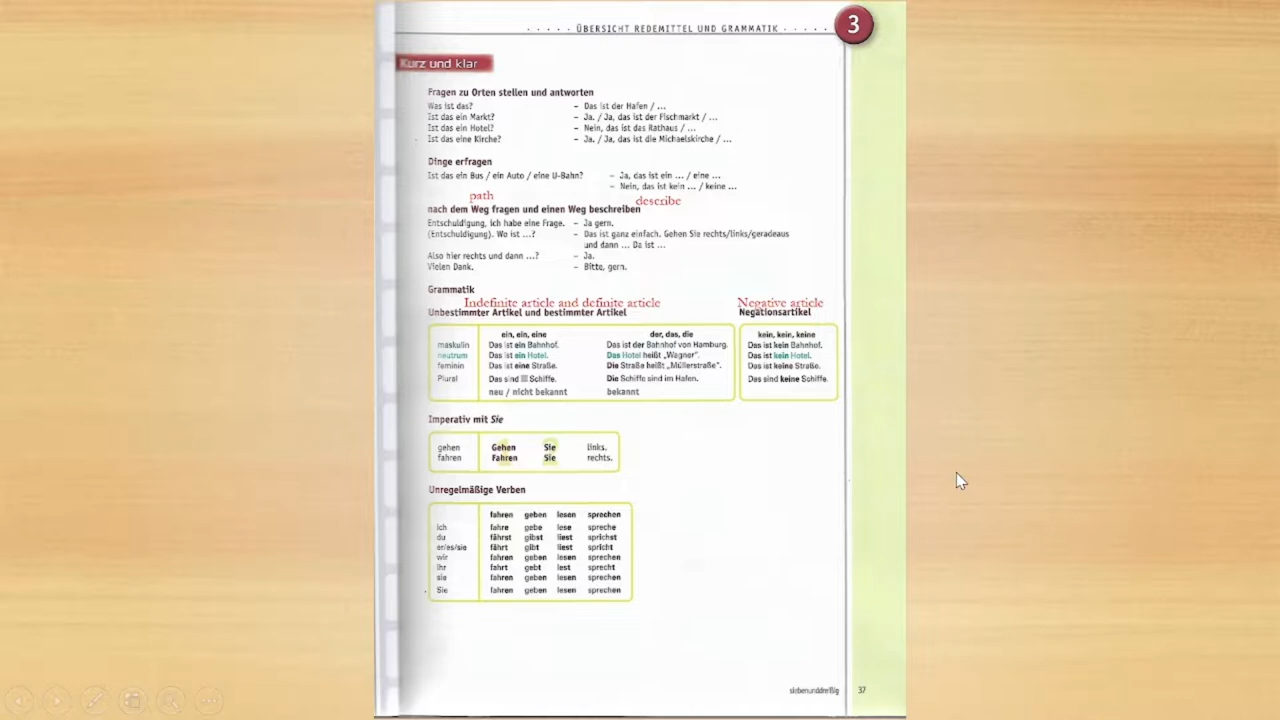 · · · · · ÜBERSICHT REDEMITTEL UND GRAMMATIK · · · · ·
3
Kurz und klar
Fragen zu Orten stellen und antworten
Was ist das? – Das ist der Hafen / ...
Ist das ein Markt? – Ja. / Ja, das ist der Fischmarkt / ...
Ist das ein Hotel? – Nein, das ist das Rathaus / ...
Ist das eine Kirche? – Ja. / Ja, das ist die Michaelskirche / ...
Dinge erfragen
Ist das ein Bus / ein Auto / eine U-Bahn? – Ja, das ist ein ... / eine ...
– Nein, das ist kein ... / keine ...
path
describe
nach dem Weg fragen und einen Weg beschreiben
Entschuldigung, ich habe eine Frage. – Ja gern.
(Entschuldigung). Wo ist ...? – Das ist ganz einfach. Gehen Sie rechts/links/geradeaus
und dann ... Da ist ...
Also hier rechts und dann ...? – Ja.
Vielen Dank. – Bitte, gern.
Grammatik
Indefinite article and definite article Negative article
Unbestimmter Artikel und bestimmter Artikel Negationsartikel
ein, ein, eine der, das, die kein, kein, keine
maskulin Das ist ein Bahnhof. Das ist der Bahnhof von Hamburg. Das ist kein Bahnhof.
neutrum Das ist ein Hotel. Das Hotel heißt „Wagner“. Das ist kein Hotel.
feminin Das ist eine Straße. Die Straße heißt „Müllerstraße“. Das ist keine Straße.
Plural Das sind Schiffe. Die Schiffe sind im Hafen. Das sind keine Schiffe.
neu / nicht bekannt bekannt
Imperativ mit Sie
1 2
gehen Gehen Sie links.
fahren Fahren Sie rechts.
Unregelmäßige Verben
fahren geben lesen sprechen
ich fahre gebe lese spreche
du fährst gibst liest sprichst
er/es/sie fährt gibt liest spricht
wir fahren geben lesen sprechen
ihr fahrt gebt lest sprecht
sie fahren geben lesen sprechen
Sie fahren geben lesen sprechen
siebenunddreißig 37